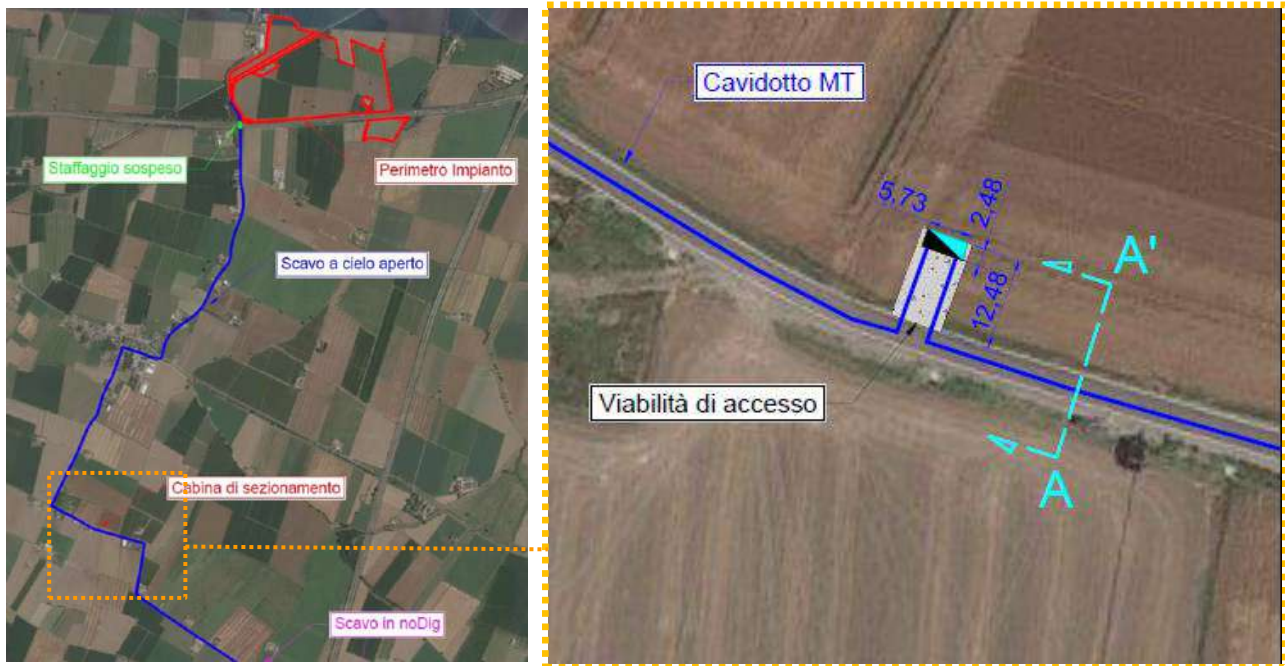 Staffaggio sospeso
Perimetro Impianto
Scavo a cielo aperto
Cabina di sezionamento
Scavo in noDig
Cavidotto MT
5,73
2,48
12,48
A'
Viabilità di accesso
A